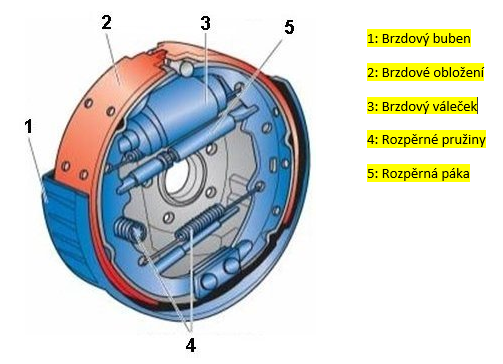 2
3
5
1
4
1: Brzdový buben
2: Brzdové obložení
3: Brzdový váleček
4: Rozpěrné pružiny
5: Rozpěrná páka